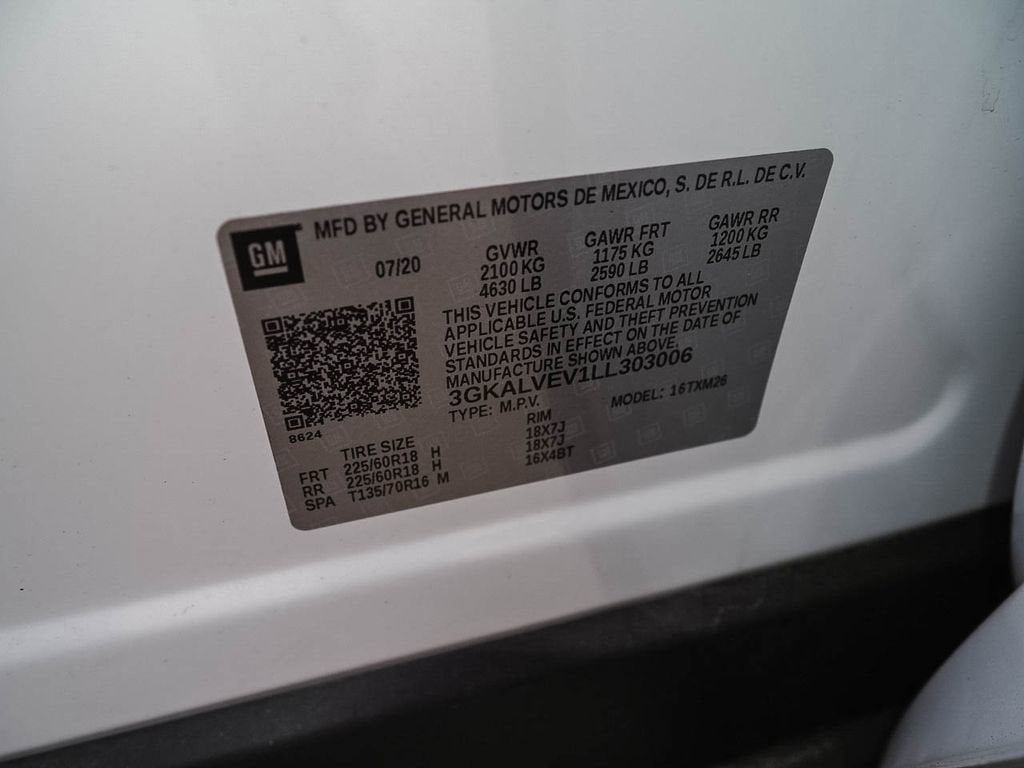 MFD BY GENERAL MOTORS DE MEXICO, S. DE R.L. DE C.V.
GM
07/20
GVWR GAWR FRT GAWR RR
2100 KG 1175 KG 1200 KG
4630 LB 2590 LB 2645 LB
THIS VEHICLE CONFORMS TO ALL
APPLICABLE U.S. FEDERAL MOTOR
VEHICLE SAFETY AND THEFT PREVENTION
STANDARDS IN EFFECT ON THE DATE OF
MANUFACTURE SHOWN ABOVE.
3GKALVEV1LL303006
TYPE: M.P.V. MODEL: 16TXM26
8624
TIRE SIZE RIM
FRT 225/60R18 H 18X7J
RR 225/60R18 H 18X7J
SPA T135/70R16 M 16X4BT